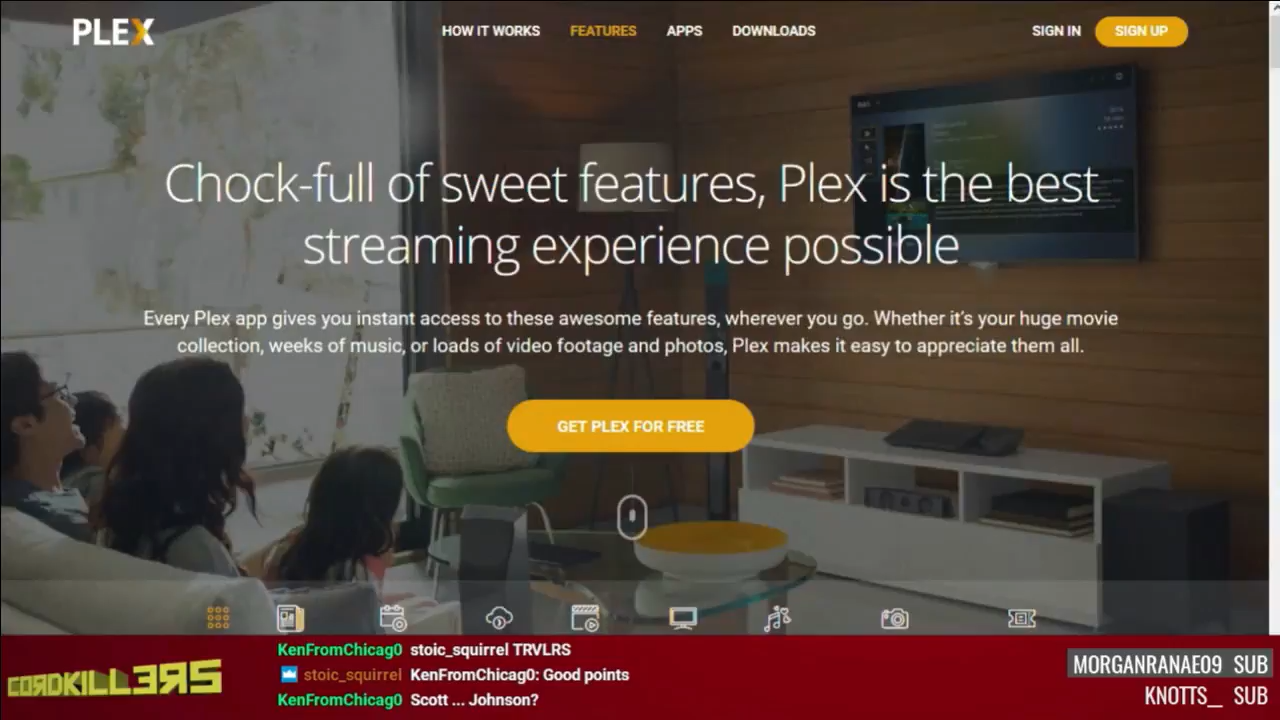 PLEX
HOW IT WORKS FEATURES APPS DOWNLOADS SIGN IN SIGN UP
Chock-full of sweet features, Plex is the best
streaming experience possible
Every Plex app gives you instant access to these awesome features, wherever you go. Whether it's your huge movie
collection, weeks of music, or loads of video footage and photos, Plex makes it easy to appreciate them all.
GET PLEX FOR FREE
CORDKILLERS
KenFromChicag0 stoic_squirrel TRVLRS
stoic_squirrel KenFromChicag0: Good points
KenFromChicag0 Scott ... Johnson?
MORGANRANAE09 SUB
KNOTTS_ SUB